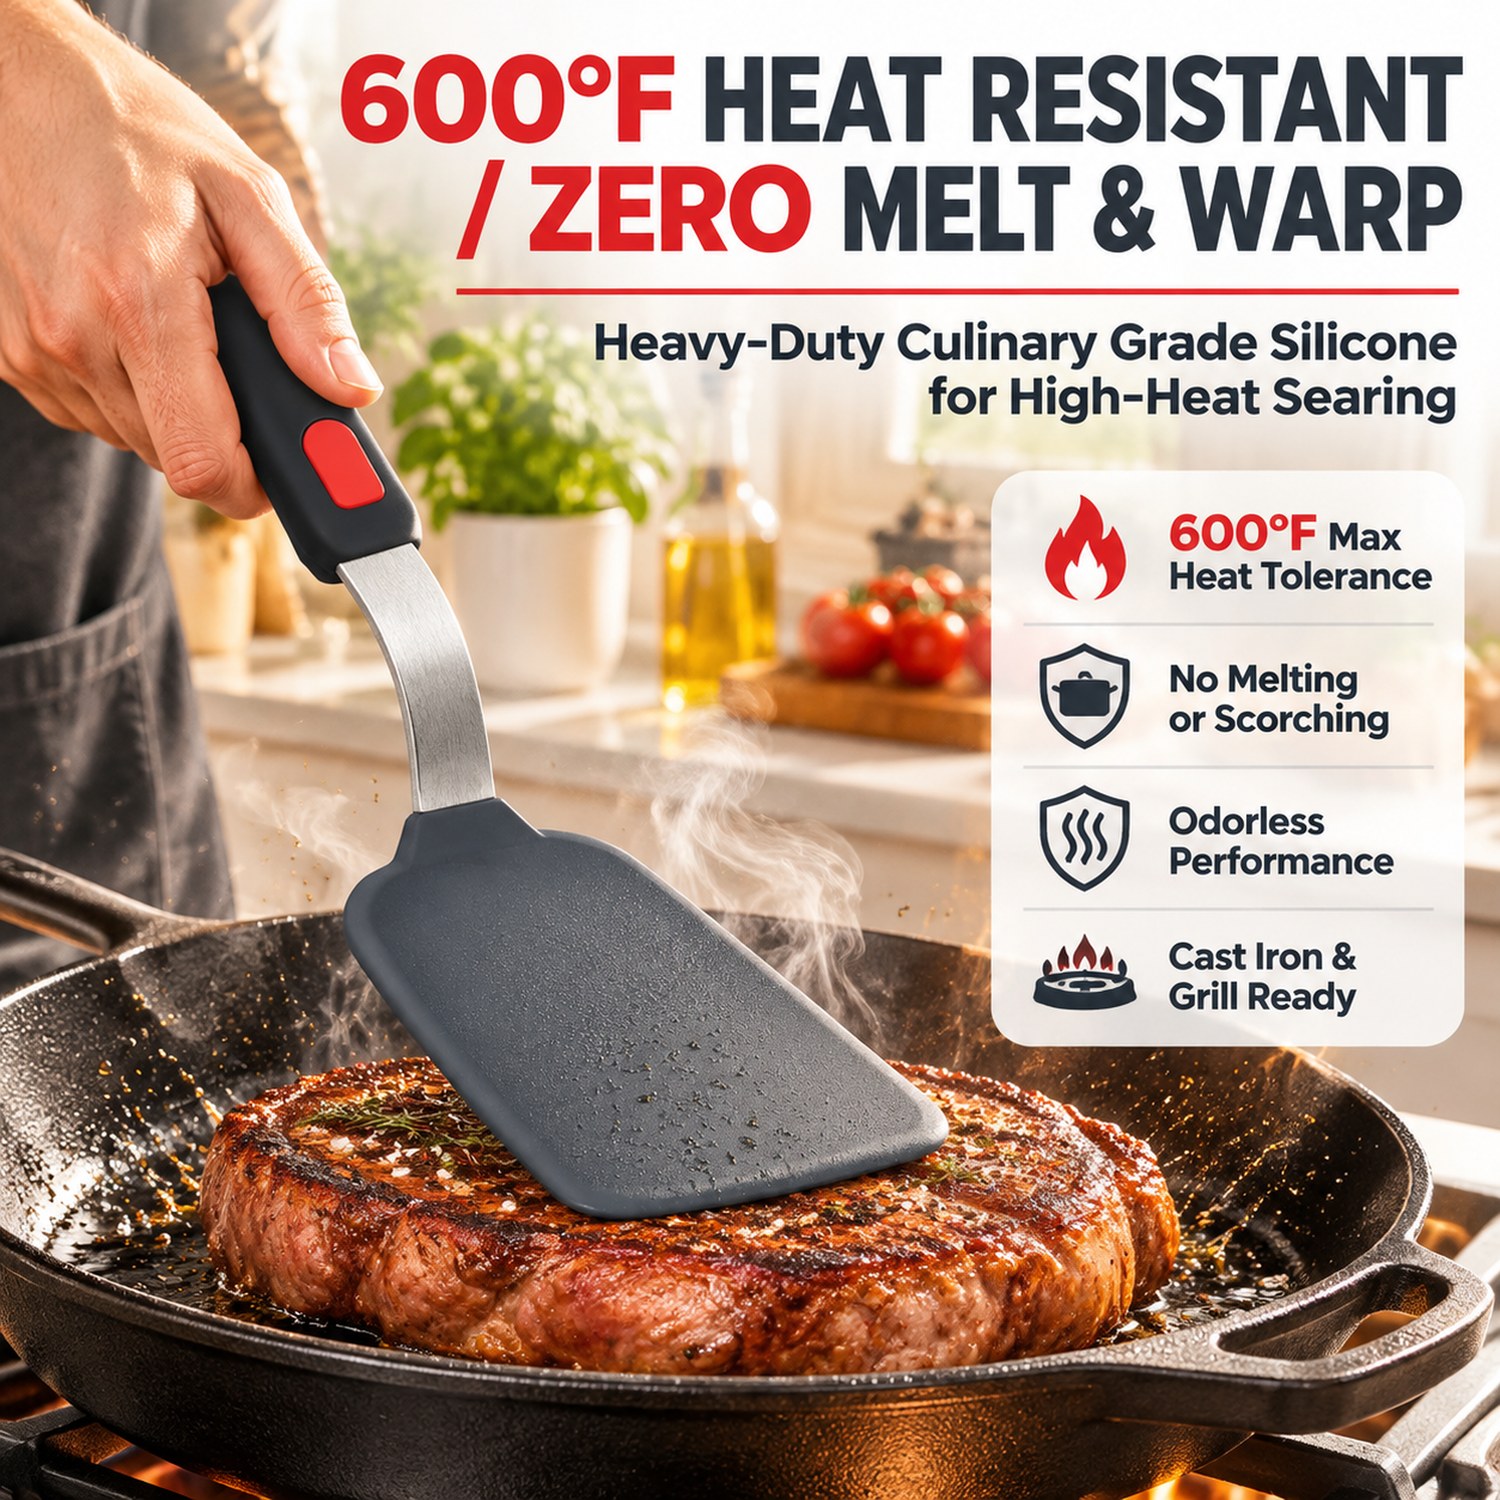 600°F HEAT RESISTANT
/ ZERO MELT & WARP
Heavy-Duty Culinary Grade Silicone
for High-Heat Searing
600°F Max
Heat Tolerance
No Melting
or Scorching
Odorless
Performance
Cast Iron &
Grill Ready